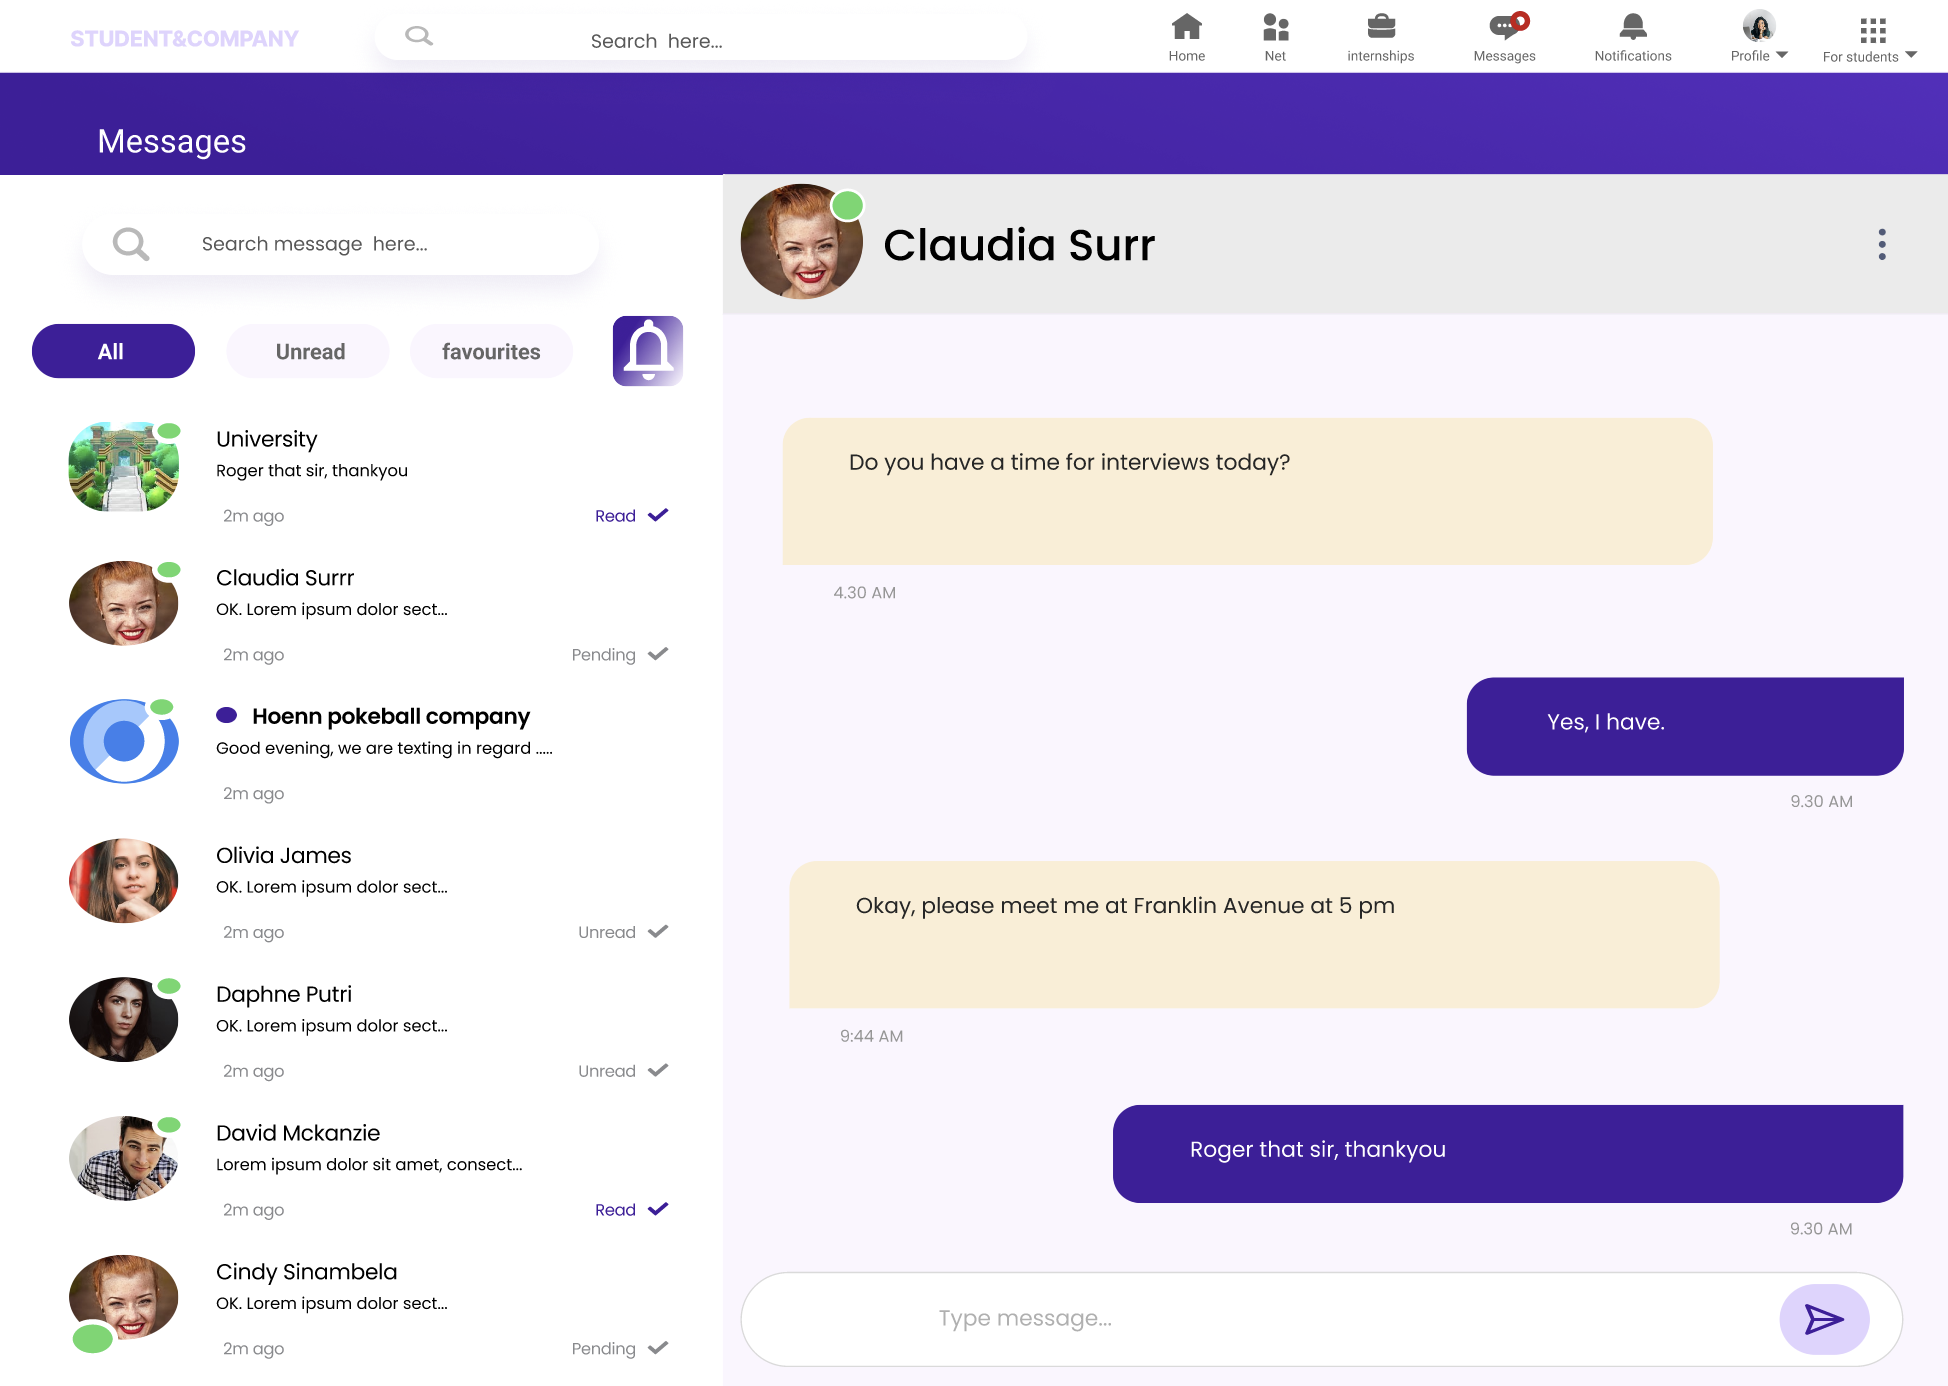 STUDENT&COMPANY
Search here...
Home
Net
internships
Messages
Notifications
Profile
For students
Messages
Search message here...
All
Unread
favourites
University
Roger that sir, thankyou
2m ago
Read
Claudia Surrr
OK. Lorem ipsum dolor sect...
2m ago
Pending
Hoenn pokeball company
Good evening, we are texting in regard .....
2m ago
Olivia James
OK. Lorem ipsum dolor sect...
2m ago
Unread
Daphne Putri
OK. Lorem ipsum dolor sect...
2m ago
Unread
David Mckanzie
Lorem ipsum dolor sit amet, consect...
2m ago
Read
Cindy Sinambela
OK. Lorem ipsum dolor sect...
2m ago
Pending
Claudia Surr
Do you have a time for interviews today?
4.30 AM
Yes, I have.
9.30 AM
Okay, please meet me at Franklin Avenue at 5 pm
9:44 AM
Roger that sir, thankyou
9.30 AM
Type message...